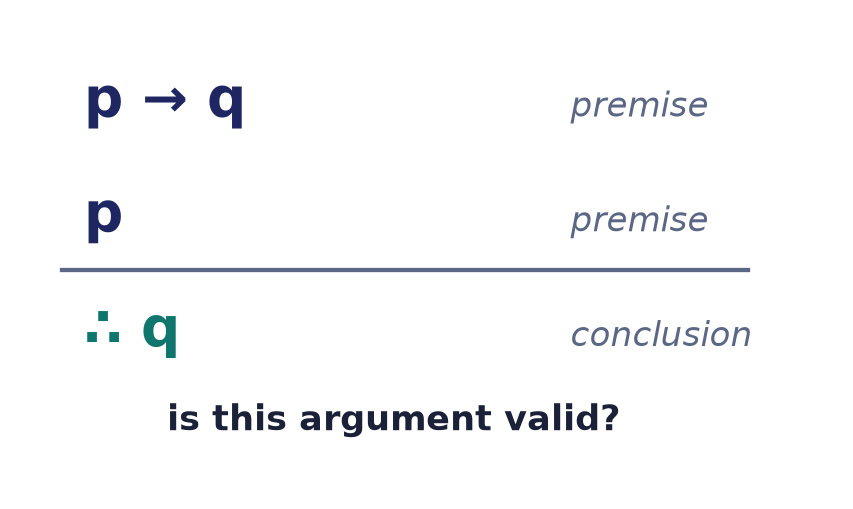 p → q premise
p premise
∴ q conclusion
is this argument valid?